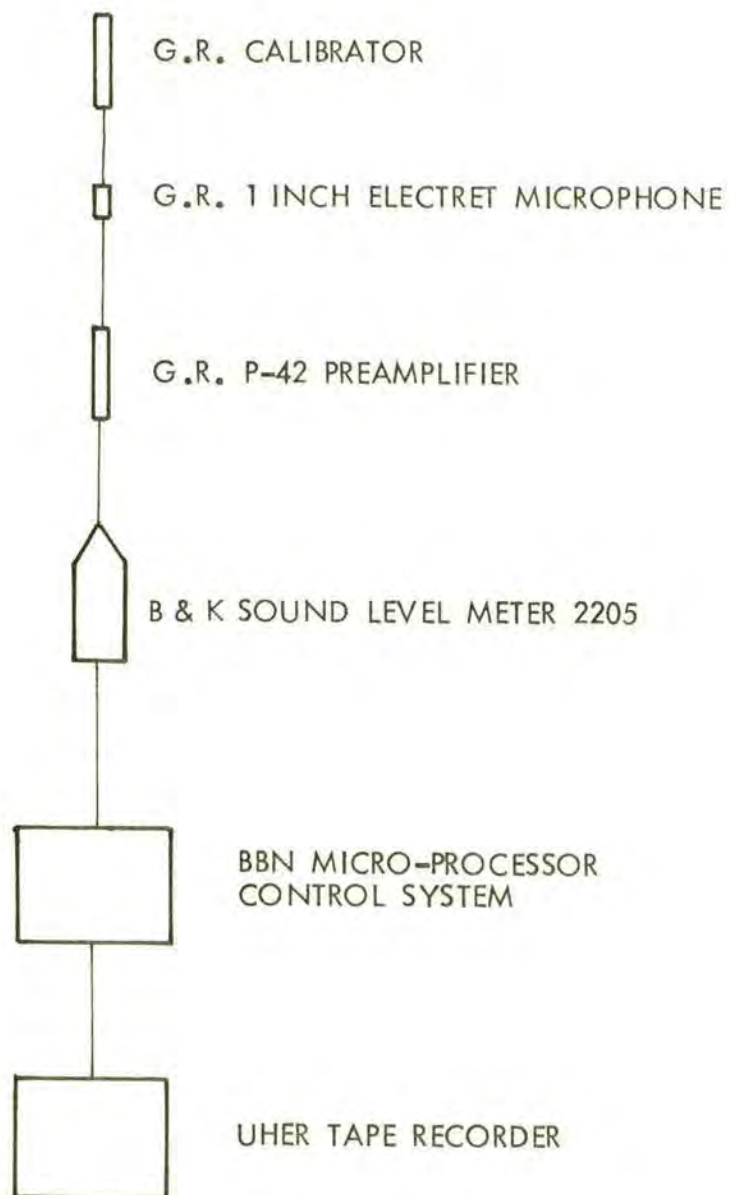 G.R. CALIBRATOR
G.R. 1 INCH ELECTRET MICROPHONE
G.R. P-42 PREAMPLIFIER
B & K SOUND LEVEL METER 2205
BBN MICRO-PROCESSOR
CONTROL SYSTEM
UHER TAPE RECORDER